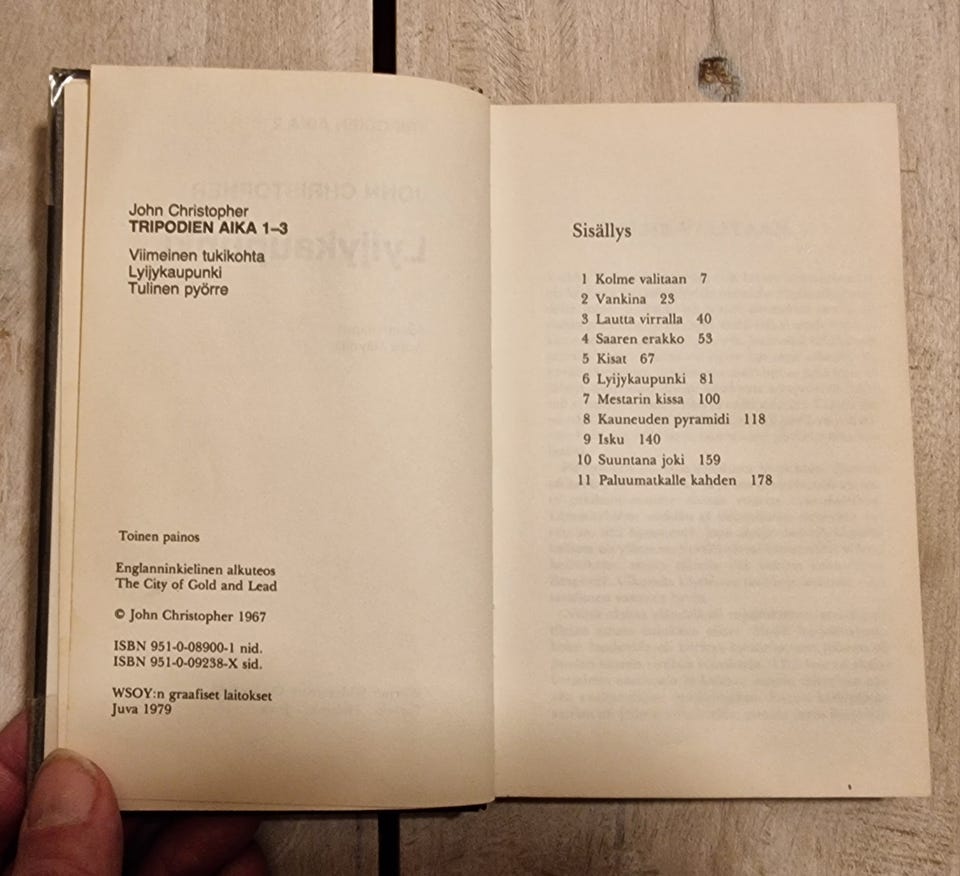 John Christopher
TRIPODIEN AIKA 1–3
Viimeinen tukikohta
Lyijykaupunki
Tulinen pyörre
Toinen painos
Englanninkielinen alkuteos
The City of Gold and Lead
© John Christopher 1967
ISBN 951-0-08900-1 nid.
ISBN 951-0-09238-X sid.
WSOY:n graafiset laitokset
Juva 1979
Sisällys
1 Kolme valitaan 7
2 Vankina 23
3 Lautta virralla 40
4 Saaren erakko 53
5 Kisat 67
6 Lyijykaupunki 81
7 Mestarin kissa 100
8 Kauneuden pyramidi 118
9 Isku 140
10 Suuntana joki 159
11 Paluumatkalle kahden 178